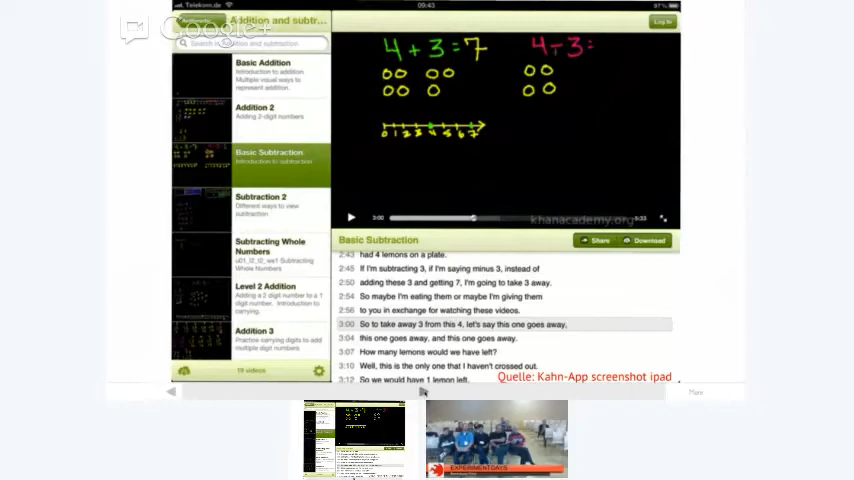 Telekom.de
09:43
97%
Google+
Arithmetic
Addition and subtr...
Log In
Search in Addition and subtraction
Basic Addition
Introduction to addition.
Multiple visual ways to
represent addition.
Addition 2
Adding 2-digit numbers
Basic Subtraction
Introduction to subtraction
Subtraction 2
Different ways to view
subtraction
Subtracting Whole
Numbers
u01_l2_t2_we1 Subtracting
Whole Numbers
Level 2 Addition
Adding a 2 digit number to a 1
digit number. Introduction to
carrying.
Addition 3
Practice carrying digits to add
multiple digit numbers
19 videos
4 + 3 = 7
4 - 3 =
0 1 2 3 4 5 6 7
3:00
khanacademy.org
5:33
Basic Subtraction
Share
Download
2:43 had 4 lemons on a plate.
2:45 If I'm subtracting 3, if I'm saying minus 3, instead of
2:50 adding these 3 and getting 7, I'm going to take 3 away.
2:54 So maybe I'm eating them or maybe I'm giving them
2:56 to you in exchange for watching these videos.
3:00 So to take away 3 from this 4, let's say this one goes away,
3:04 this one goes away, and this one goes away.
3:07 How many lemons would we have left?
3:10 Well, this is the only one that I haven't crossed out.
3:12 So we would have 1 lemon left.
Quelle: Kahn-App screenshot ipad
More
EXPERIMENTDAYS